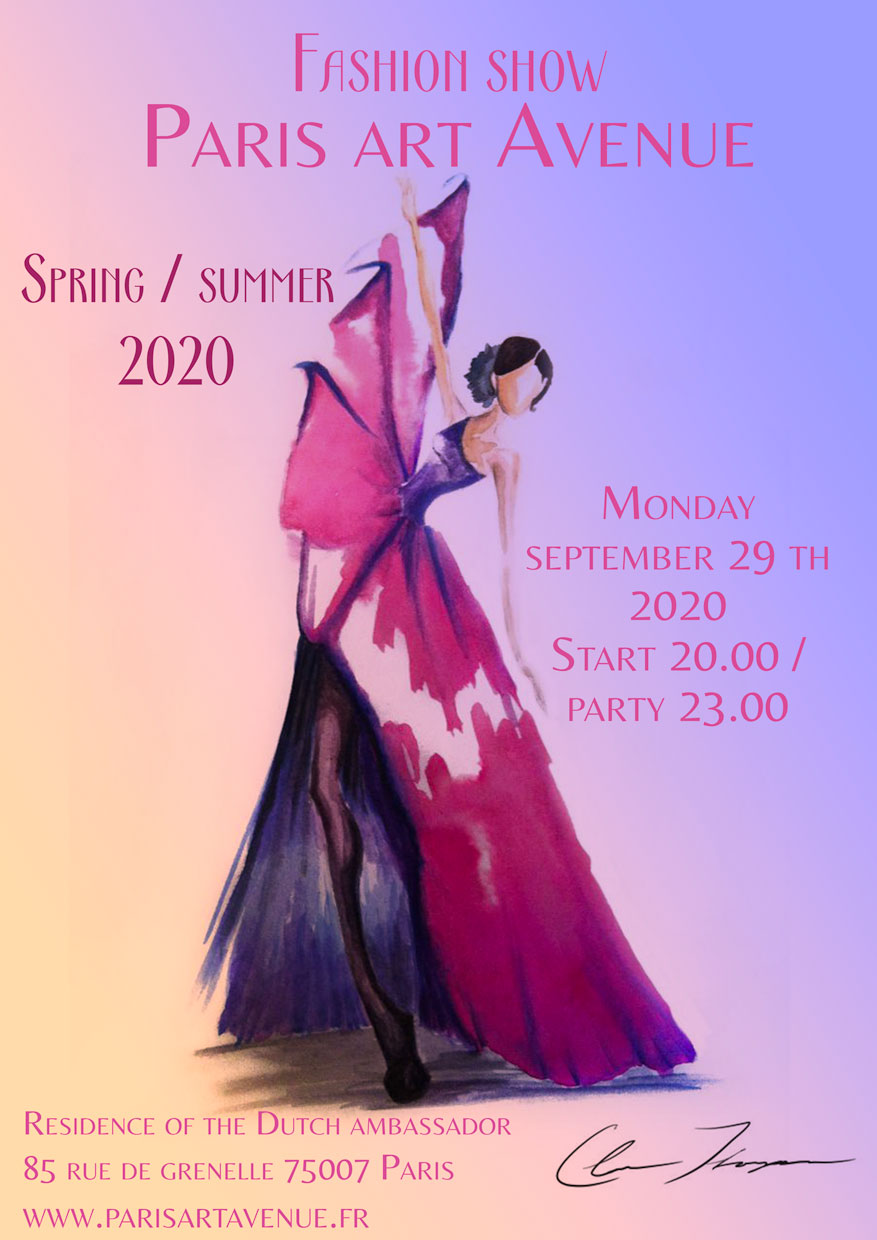 Fashion show
Paris art Avenue
Spring / summer
2020
Monday
september 29 th
2020
Start 20.00 /
party 23.00
Residence of the Dutch ambassador
85 rue de grenelle 75007 Paris
www.parisartavenue.fr